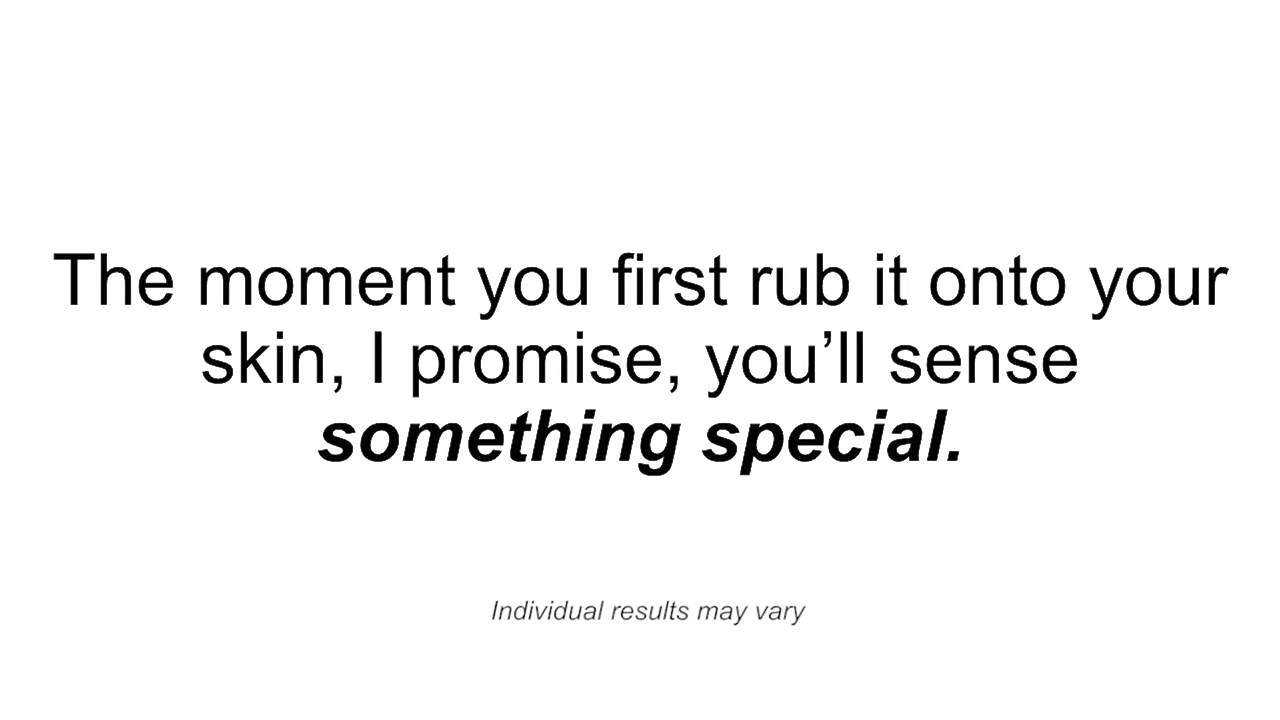 The moment you first rub it onto your
skin, I promise, you’ll sense
something special.
Individual results may vary